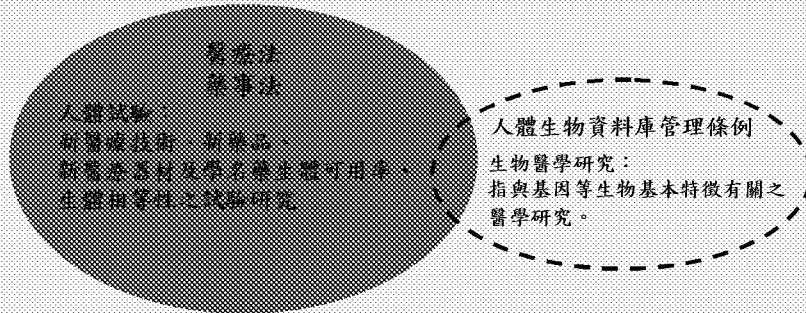 醫療法
藥事法
人體試驗：
新醫療技術、新藥品、
新醫療器材及學名藥生體可用率、
生體相等性之試驗研究
人體生物資料庫管理條例
生物醫學研究：
指與基因等生物基本特徵有關之
醫學研究。